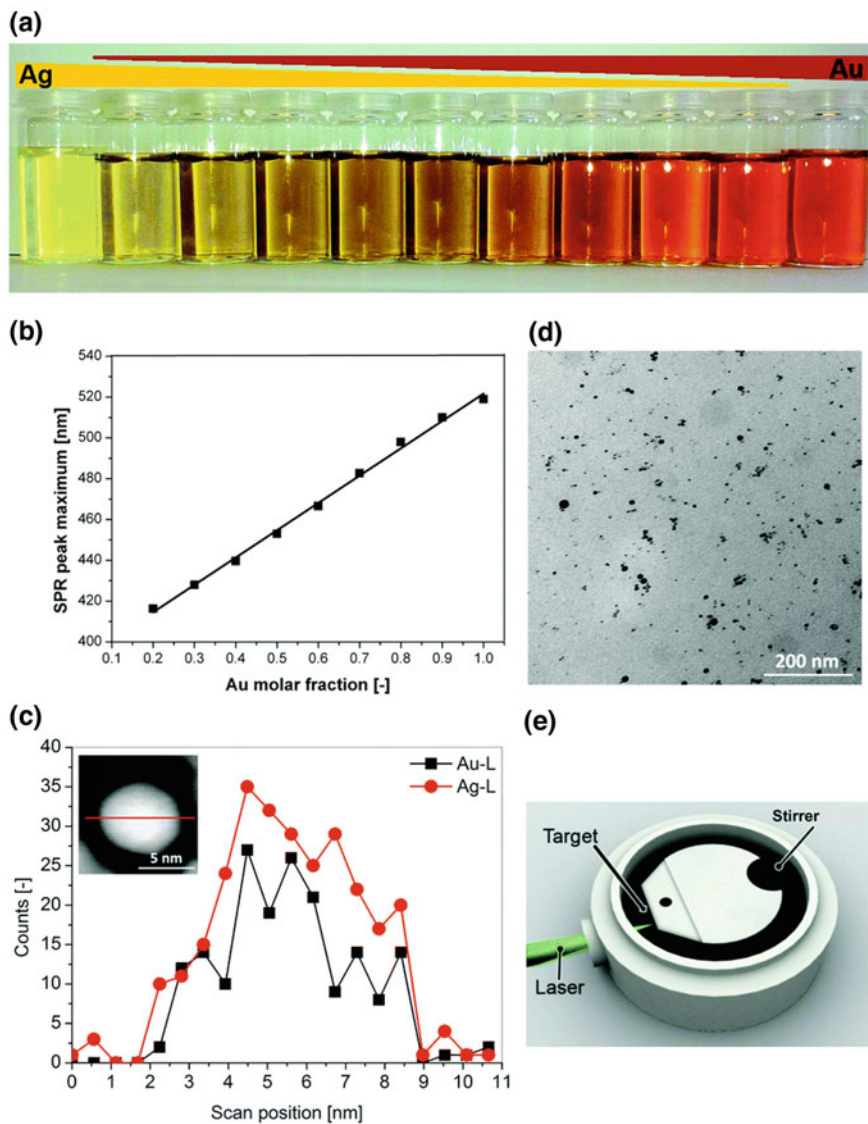 (a)
Ag
Au
(b)
540
520
500
480
460
440
420
400
SPR peak maximum [nm]
0.1 0.2 0.3 0.4 0.5 0.6 0.7 0.8 0.9 1.0
Au molar fraction [-]
(d)
200 nm
(c)
40
35
30
25
20
15
10
5
0
Counts [-]
5 nm
Au-L
Ag-L
0 1 2 3 4 5 6 7 8 9 10 11
Scan position [nm]
(e)
Target
Stirrer
Laser